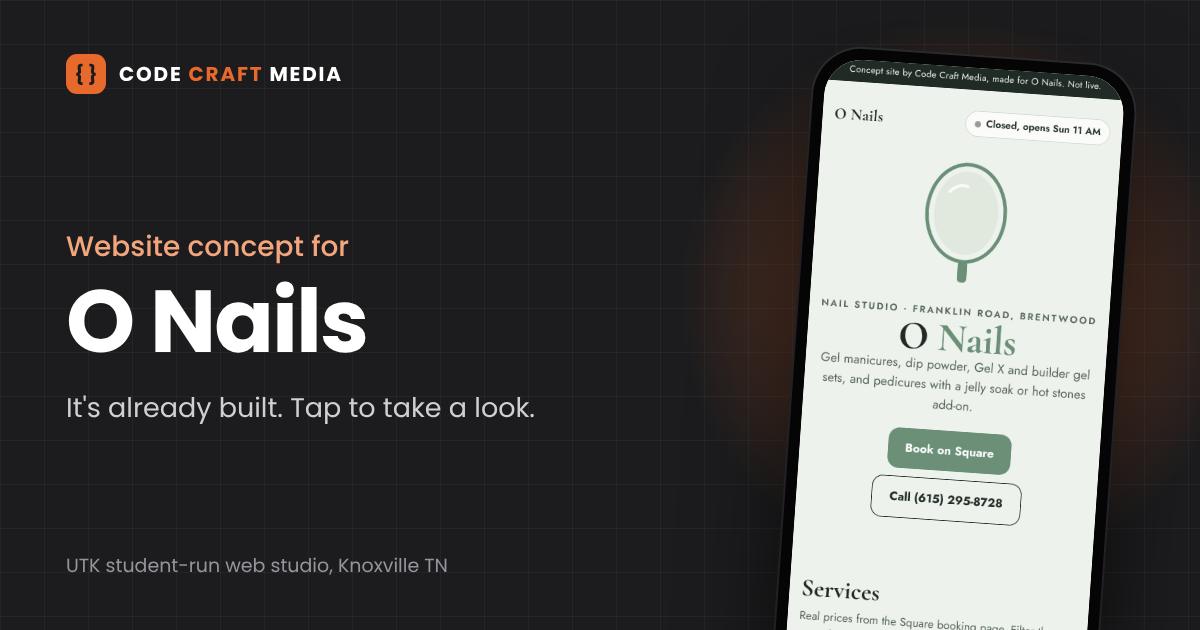 { } CODE CRAFT MEDIA
Website concept for
O Nails
It's already built. Tap to take a look.
UTK student-run web studio, Knoxville TN
Concept site by Code Craft Media, made for O Nails. Not live.
O Nails
Closed, opens Sun 11 AM
NAIL STUDIO · FRANKLIN ROAD, BRENTWOOD
O Nails
Gel manicures, dip powder, Gel X and builder gel
sets, and pedicures with a jelly soak or hot stones
add-on.
Book on Square
Call (615) 295-8728
Services
Real prices from the Square booking page.